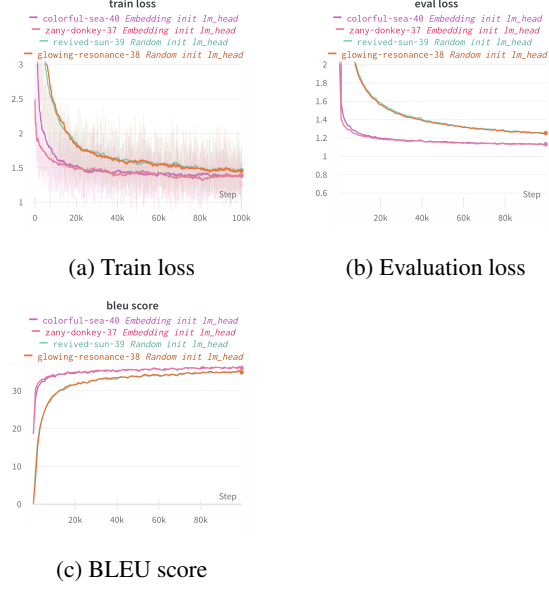 train loss
colorful-sea-40 Embedding init lm_head
zany-donkey-37 Embedding init lm_head
revived-sun-39 Random init lm_head
glowing-resonance-38 Random init lm_head
3
2.5
2
1.5
1
Step
0 20k 40k 60k 80k 100k
(a) Train loss
eval loss
colorful-sea-40 Embedding init lm_head
zany-donkey-37 Embedding init lm_head
revived-sun-39 Random init lm_head
glowing-resonance-38 Random init lm_head
2
1.8
1.6
1.4
1.2
1
0.8
0.6
Step
20k 40k 60k 80k
(b) Evaluation loss
bleu score
colorful-sea-40 Embedding init lm_head
zany-donkey-37 Embedding init lm_head
revived-sun-39 Random init lm_head
glowing-resonance-38 Random init lm_head
30
20
10
0
Step
20k 40k 60k 80k
(c) BLEU score